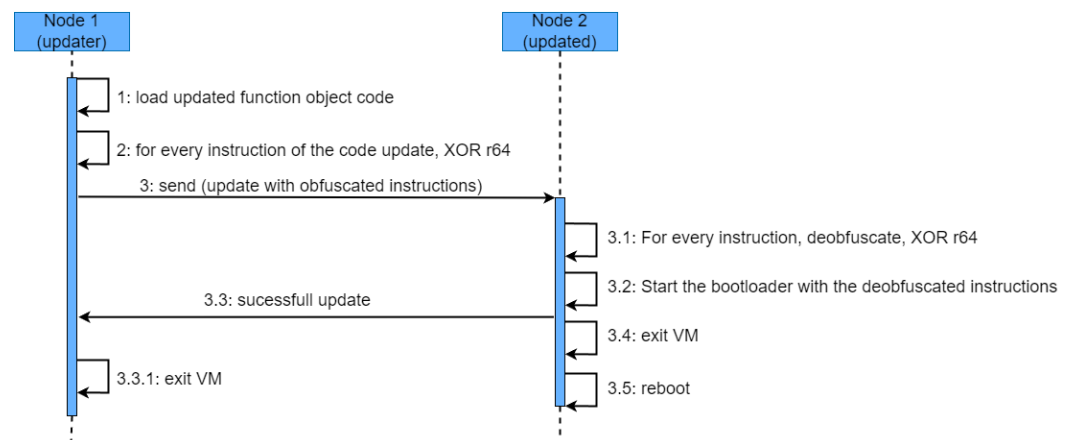 Node 1
(updater)
Node 2
(updated)
1: load updated function object code
2: for every instruction of the code update, XOR r64
3: send (update with obfuscated instructions)
3.1: For every instruction, deobfuscate, XOR r64
3.2: Start the bootloader with the deobfuscated instructions
3.3: sucessfull update
3.4: exit VM
3.3.1: exit VM
3.5: reboot